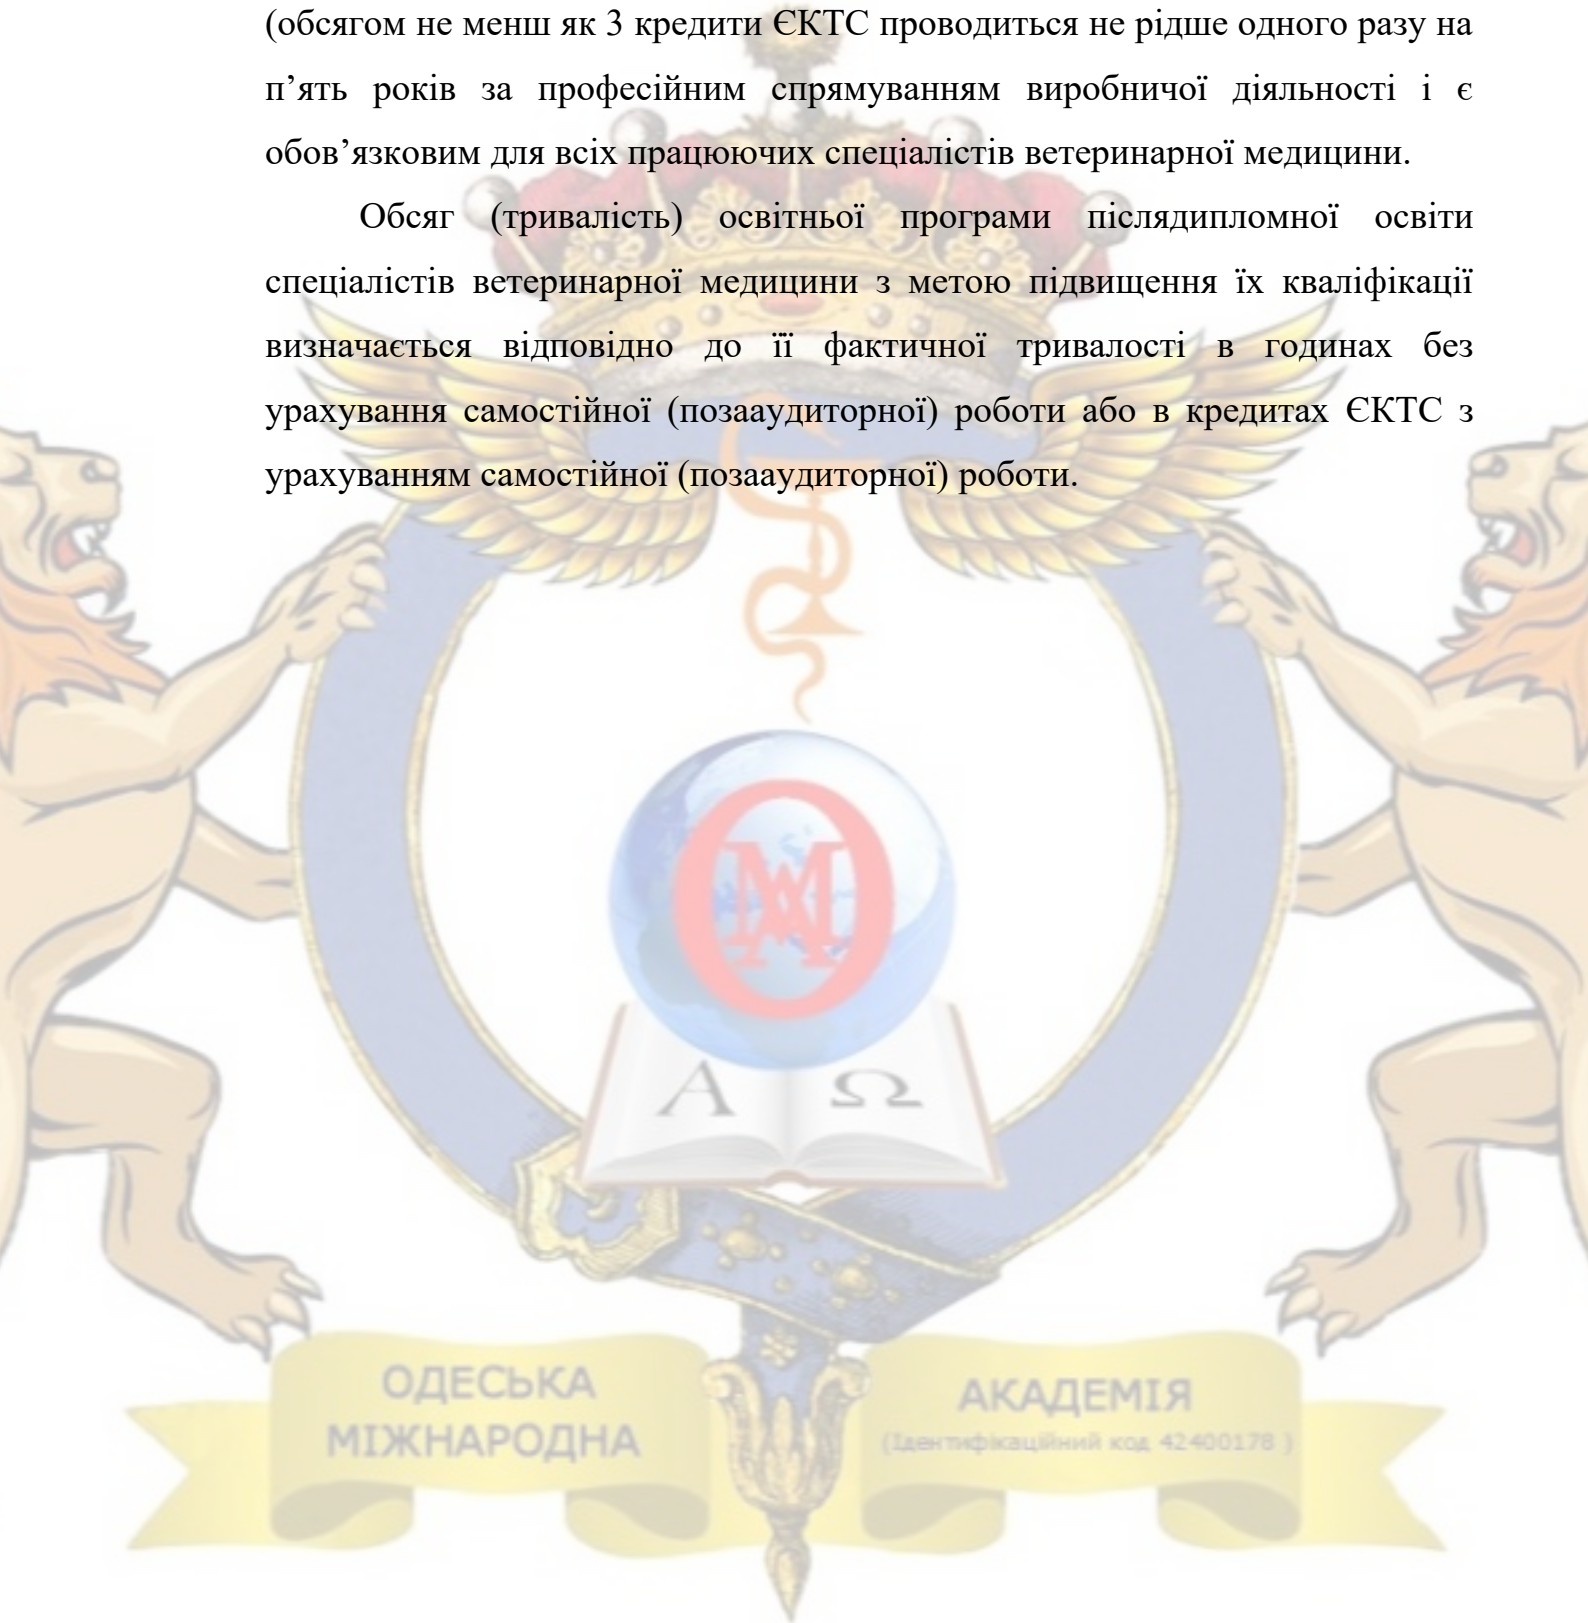 (обсягом не менш як 3 кредити ЄКТС проводиться не рідше одного разу на
п’ять років за професійним спрямуванням виробничої діяльності і є
обов’язковим для всіх працюючих спеціалістів ветеринарної медицини.
Обсяг (тривалість) освітньої програми післядипломної освіти
спеціалістів ветеринарної медицини з метою підвищення їх кваліфікації
визначається відповідно до її фактичної тривалості в годинах без
урахування самостійної (позааудиторної) роботи або в кредитах ЄКТС з
урахуванням самостійної (позааудиторної) роботи.
ОМА
Α Ω
ОДЕСЬКА
МІЖНАРОДНА
АКАДЕМІЯ
(Ідентифікаційний код 42400178 )